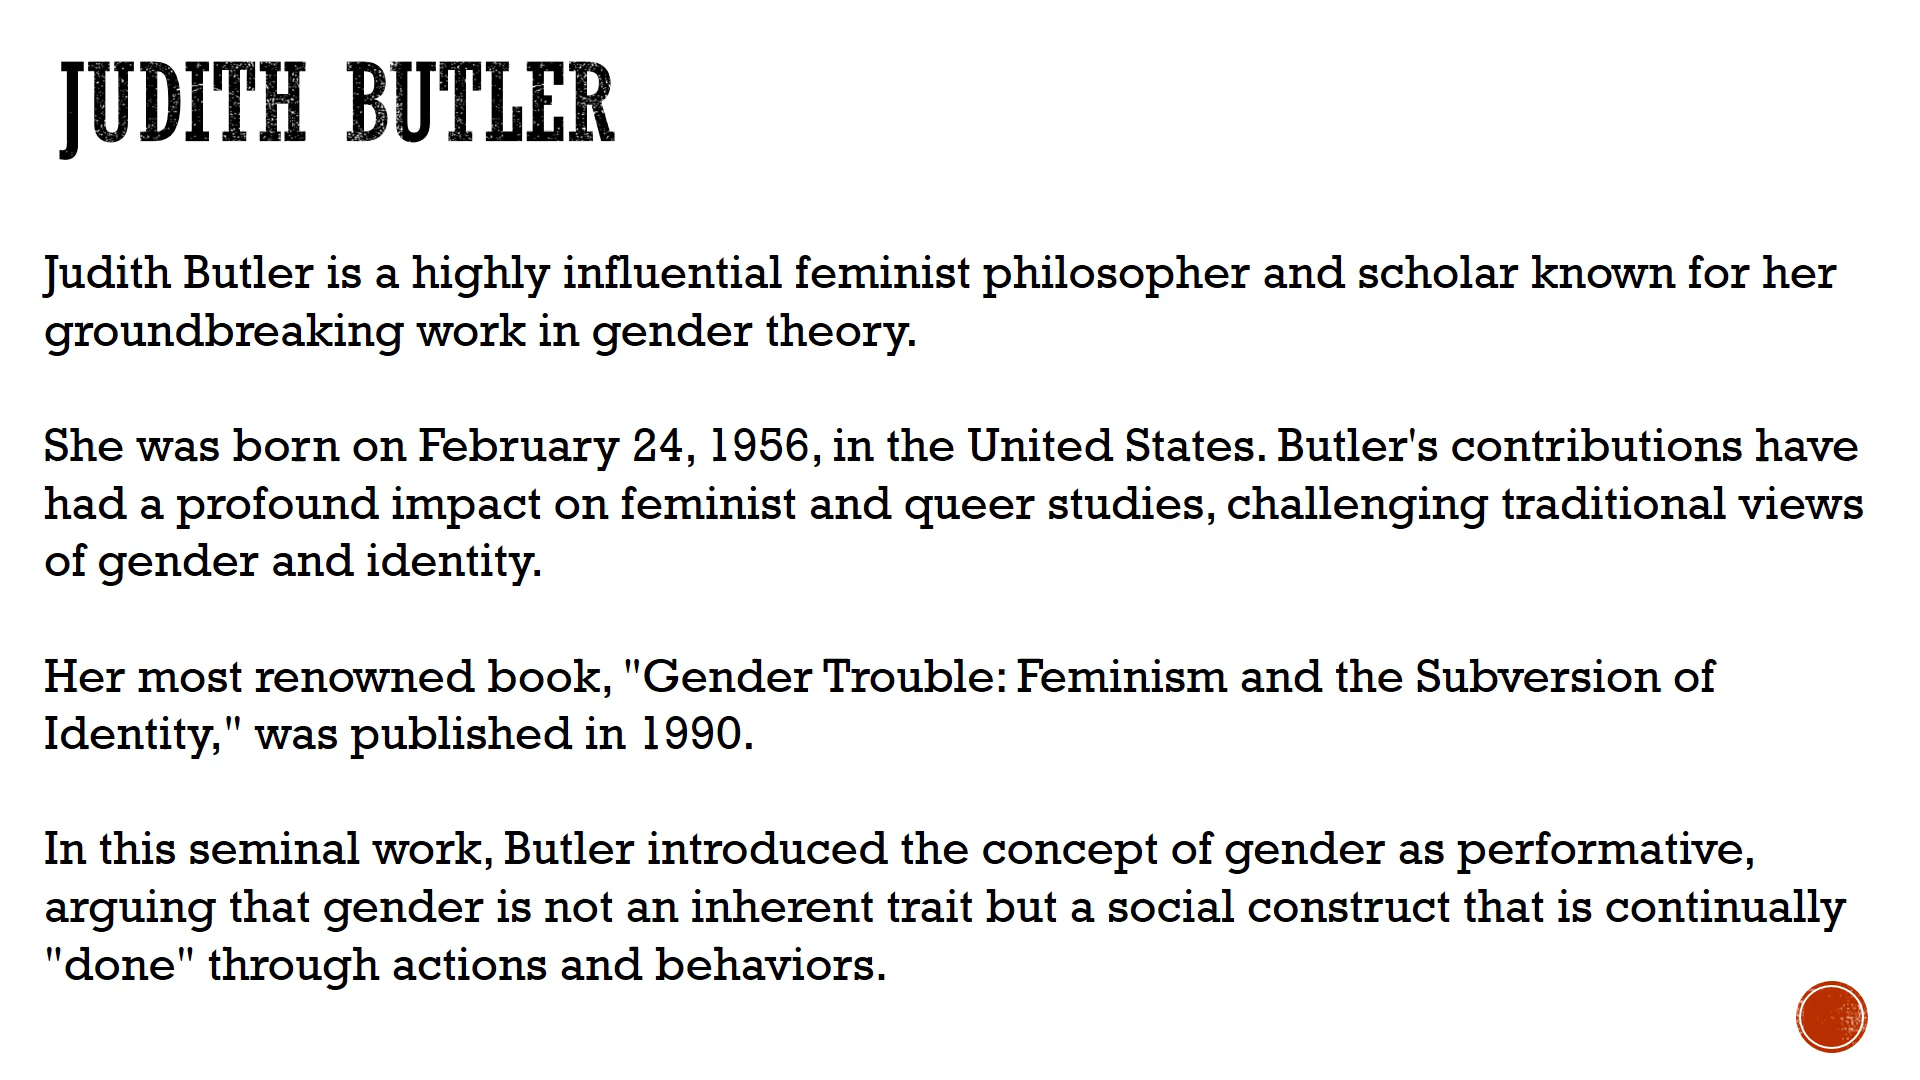 JUDITH BUTLER
Judith Butler is a highly influential feminist philosopher and scholar known for her
groundbreaking work in gender theory.
She was born on February 24, 1956, in the United States. Butler's contributions have
had a profound impact on feminist and queer studies, challenging traditional views
of gender and identity.
Her most renowned book, "Gender Trouble: Feminism and the Subversion of
Identity," was published in 1990.
In this seminal work, Butler introduced the concept of gender as performative,
arguing that gender is not an inherent trait but a social construct that is continually
"done" through actions and behaviors.